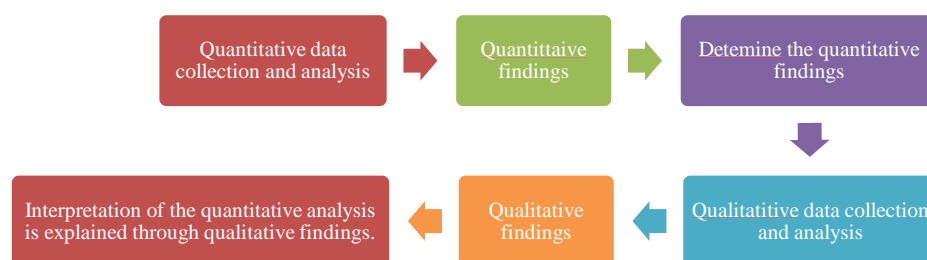 Quantitative data
collection and analysis
Quantittaive
findings
Detemine the quantitative
findings
Qualitatitive data collection
and analysis
Qualitative
findings
Interpretation of the quantitative analysis
is explained through qualitative findings.